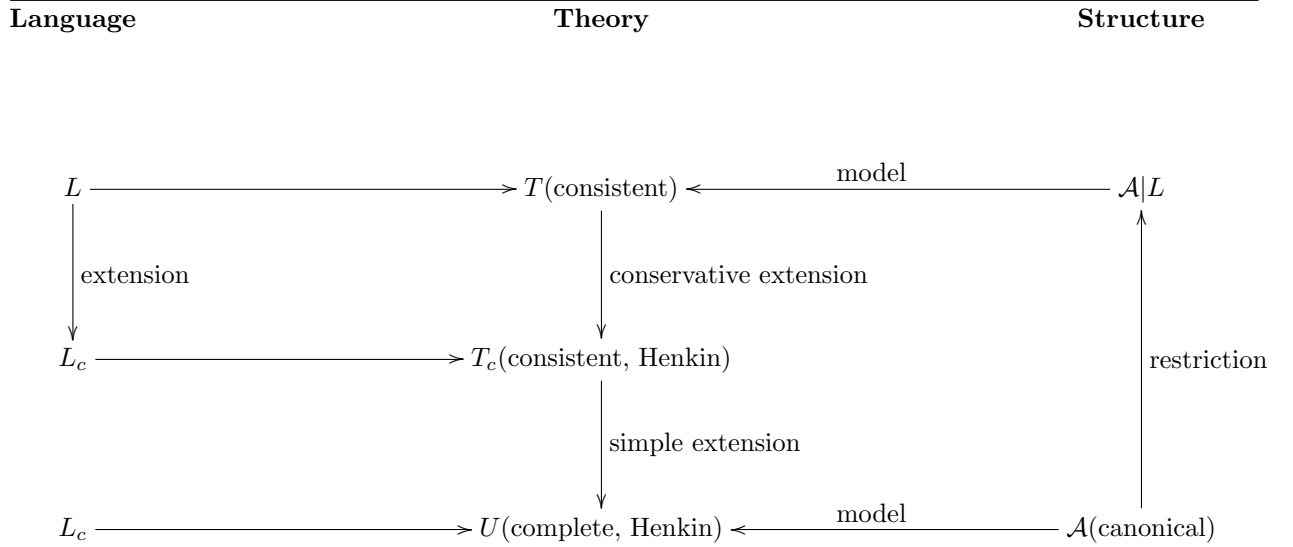 Language Theory Structure
model
L T(consistent) 𝒜|L
extension conservative extension
L_c T_c(consistent, Henkin) restriction
simple extension
model
L_c U(complete, Henkin) 𝒜(canonical)